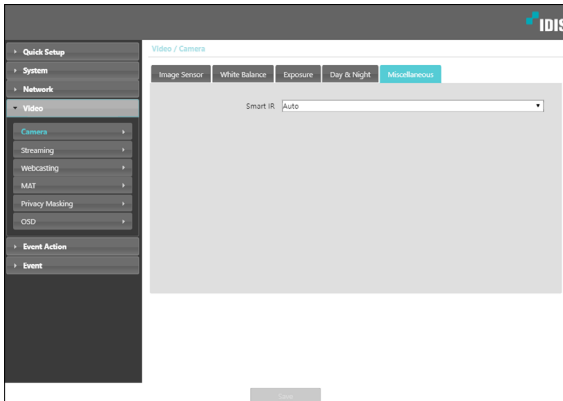 IDIS
Quick Setup
System
Network
Video
Camera
Streaming
Webcasting
MAT
Privacy Masking
OSD
Event Action
Event
Video / Camera
Image Sensor White Balance Exposure Day & Night Miscellaneous
Smart IR Auto
Save